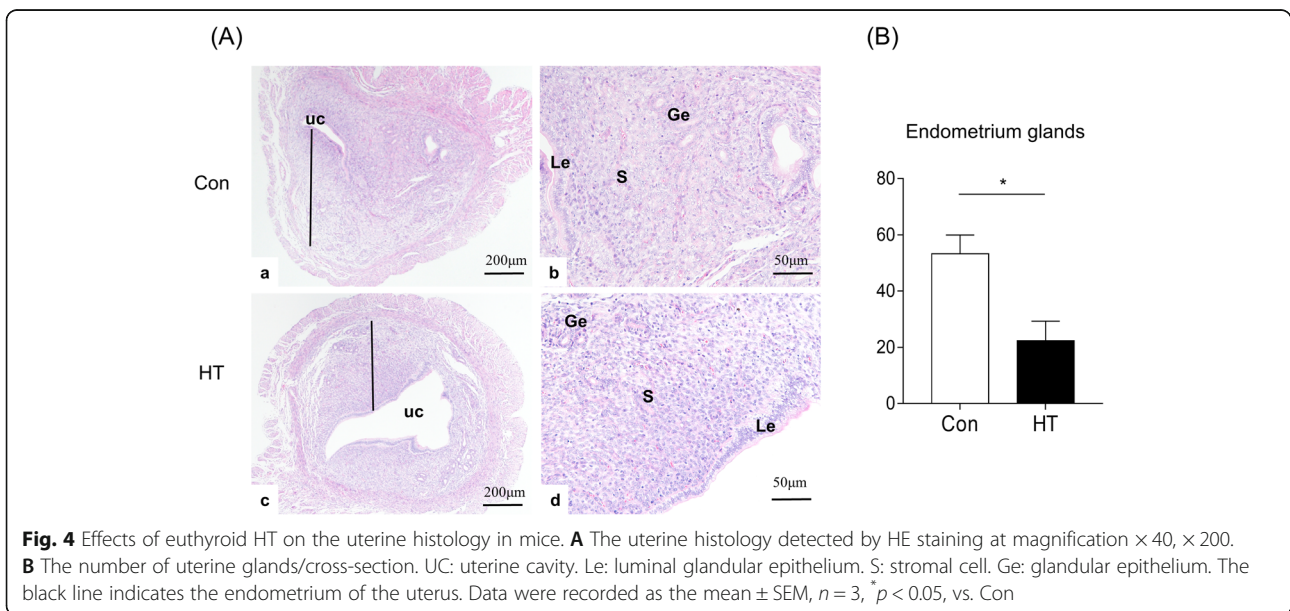 (A)
(B)
Con
uc
a
200μm
Ge
Le
S
b
50μm
HT
uc
c
200μm
Ge
S
Le
d
50μm
Endometrium glands
80
60
40
20
0
*
Con
HT
Fig. 4 Effects of euthyroid HT on the uterine histology in mice. A The uterine histology detected by HE staining at magnification × 40, × 200.
B The number of uterine glands/cross-section. UC: uterine cavity. Le: luminal glandular epithelium. S: stromal cell. Ge: glandular epithelium. The
black line indicates the endometrium of the uterus. Data were recorded as the mean ± SEM, n = 3, *p < 0.05, vs. Con